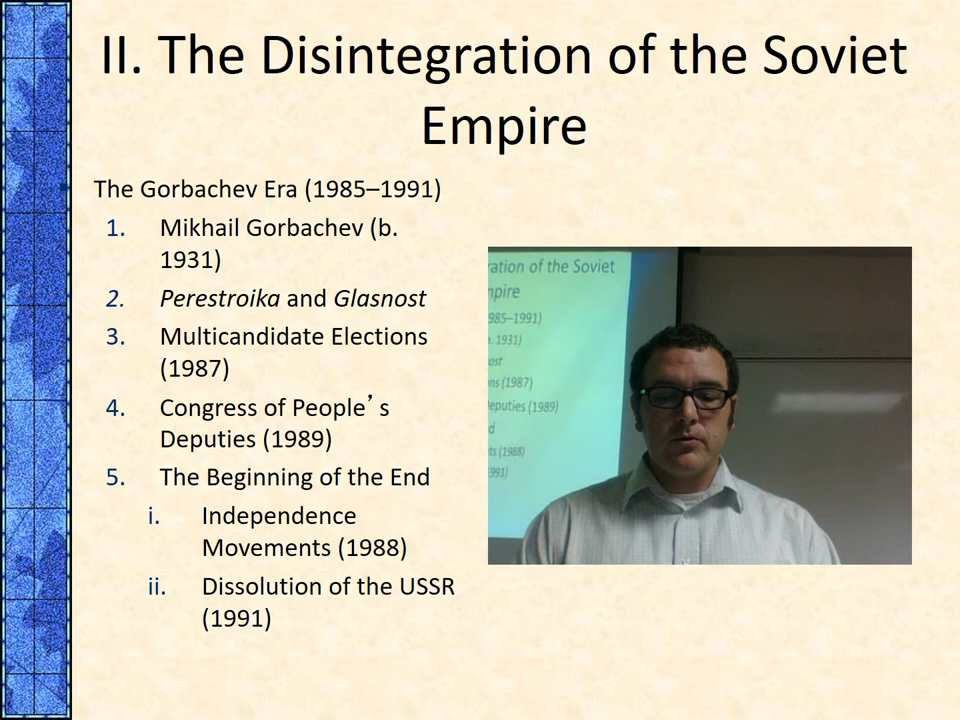 II. The Disintegration of the Soviet
Empire
The Gorbachev Era (1985–1991)
1. Mikhail Gorbachev (b.
1931)
2. Perestroika and Glasnost
3. Multicandidate Elections
(1987)
4. Congress of People’s
Deputies (1989)
5. The Beginning of the End
i. Independence
Movements (1988)
ii. Dissolution of the USSR
(1991)
ration of the Soviet
mpire
985–1991)
. 1931)
ost
ns (1987)
eputies (1989)
d
ts (1988)
991)